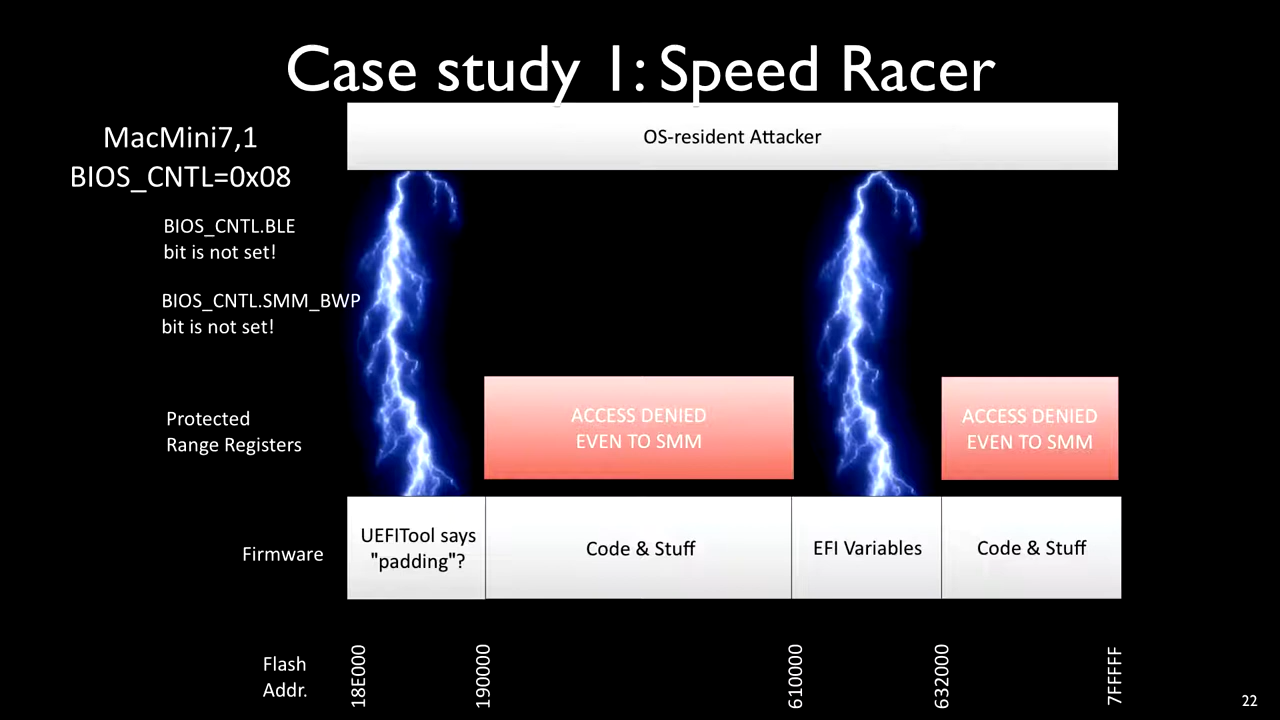 Case study 1: Speed Racer
MacMini7,1
BIOS_CNTL=0x08
OS-resident Attacker
BIOS_CNTL.BLE
bit is not set!
BIOS_CNTL.SMM_BWP
bit is not set!
Protected
Range Registers
ACCESS DENIED
EVEN TO SMM
ACCESS DENIED
EVEN TO SMM
Firmware
UEFITool says
"padding"?
Code & Stuff
EFI Variables
Code & Stuff
Flash
Addr.
18E000
190000
610000
632000
7FFFFF
22